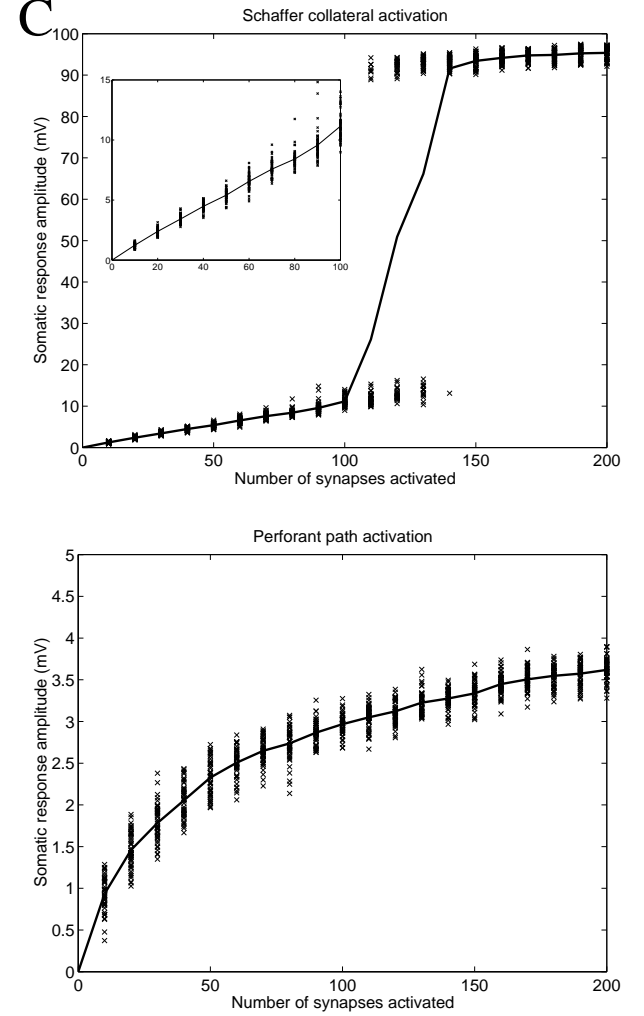 C
Schaffer collateral activation
100
90
80
70
60
50
40
30
20
10
0
Somatic response amplitude (mV)
15
10
5
0
0 20 40 60 80 100
0 50 100 150 200
Number of synapses activated
Perforant path activation
5
4.5
4
3.5
3
2.5
2
1.5
1
0.5
0
Somatic response amplitude (mV)
0 50 100 150 200
Number of synapses activated